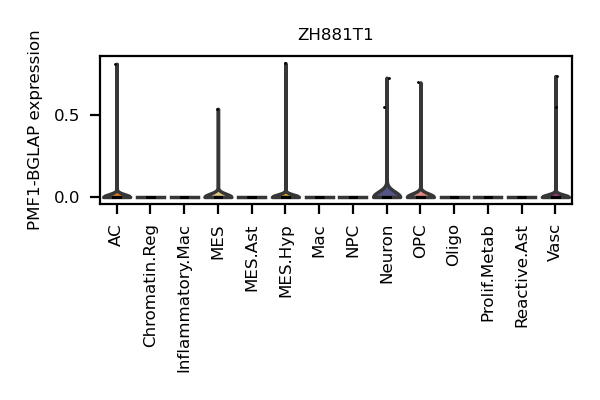 ZH881T1
PMF1-BGLAP expression
0.5
0.0
AC
Chromatin.Reg
Inflammatory.Mac
MES
MES.Ast
MES.Hyp
Mac
NPC
Neuron
OPC
Oligo
Prolif.Metab
Reactive.Ast
Vasc